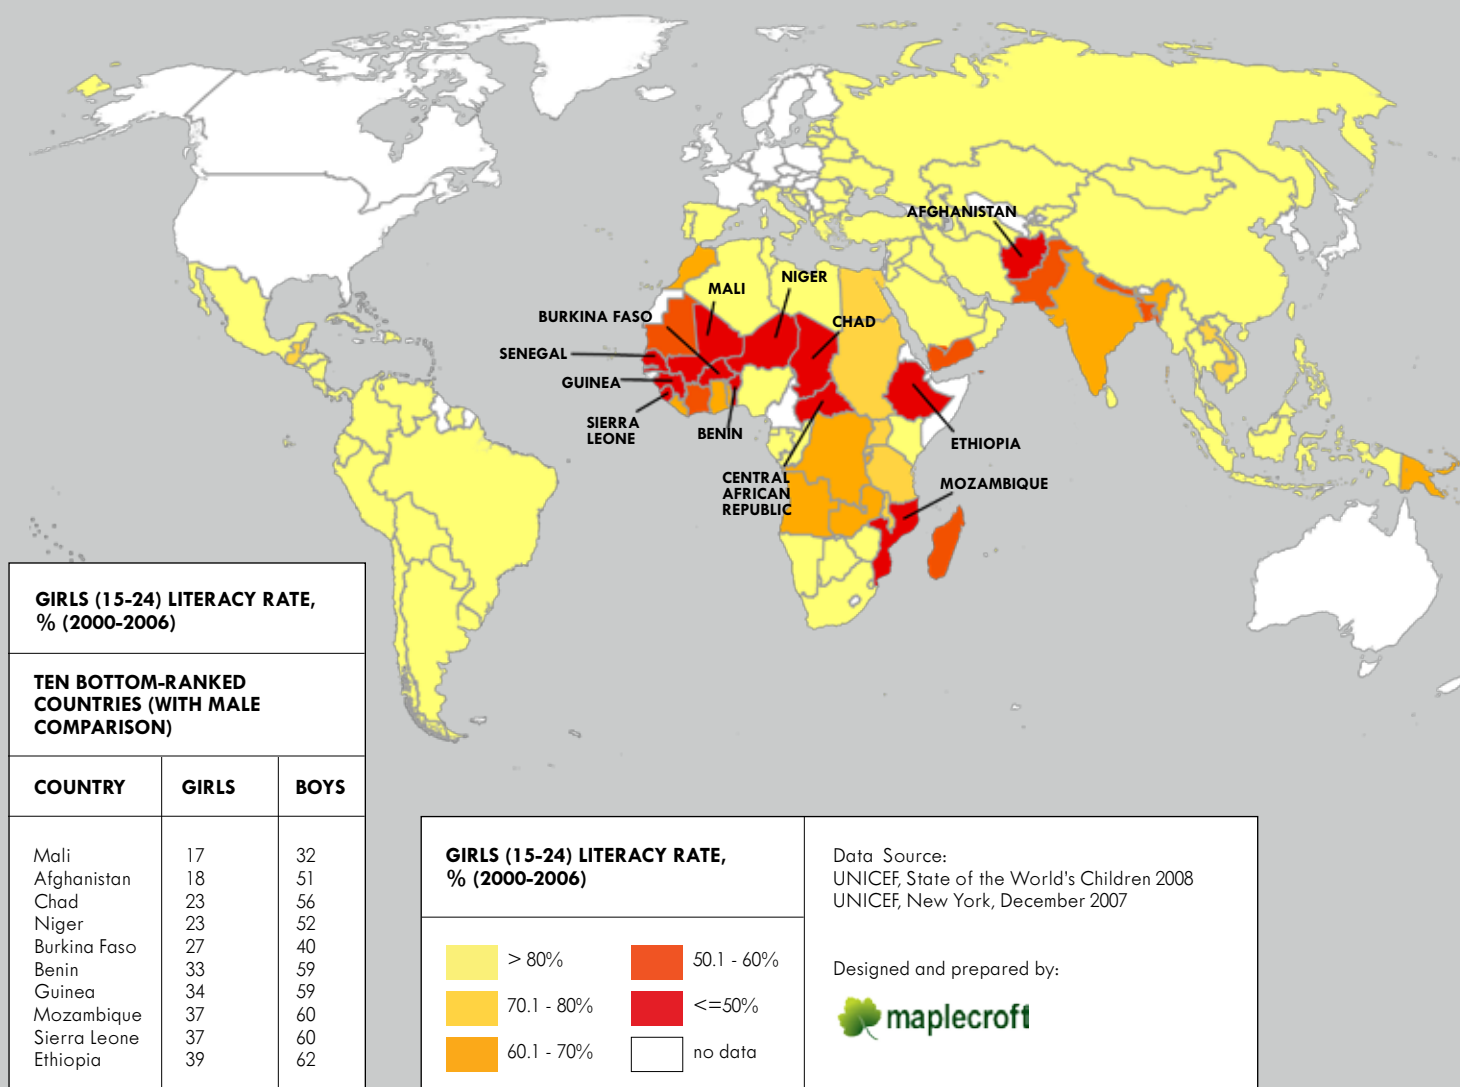 AFGHANISTAN
NIGER
MALI
BURKINA FASO
CHAD
SENEGAL
GUINEA
SIERRA
LEONE
BENIN
ETHIOPIA
CENTRAL
AFRICAN
REPUBLIC
MOZAMBIQUE
GIRLS (15-24) LITERACY RATE,
% (2000-2006)
TEN BOTTOM-RANKED
COUNTRIES (WITH MALE
COMPARISON)
COUNTRY GIRLS BOYS
Mali 17 32
Afghanistan 18 51
Chad 23 56
Niger 23 52
Burkina Faso 27 40
Benin 33 59
Guinea 34 59
Mozambique 37 60
Sierra Leone 37 60
Ethiopia 39 62
GIRLS (15-24) LITERACY RATE,
% (2000-2006)
> 80%
70.1 - 80%
60.1 - 70%
50.1 - 60%
<=50%
no data
Data Source:
UNICEF, State of the World's Children 2008
UNICEF, New York, December 2007
Designed and prepared by:
maplecroft